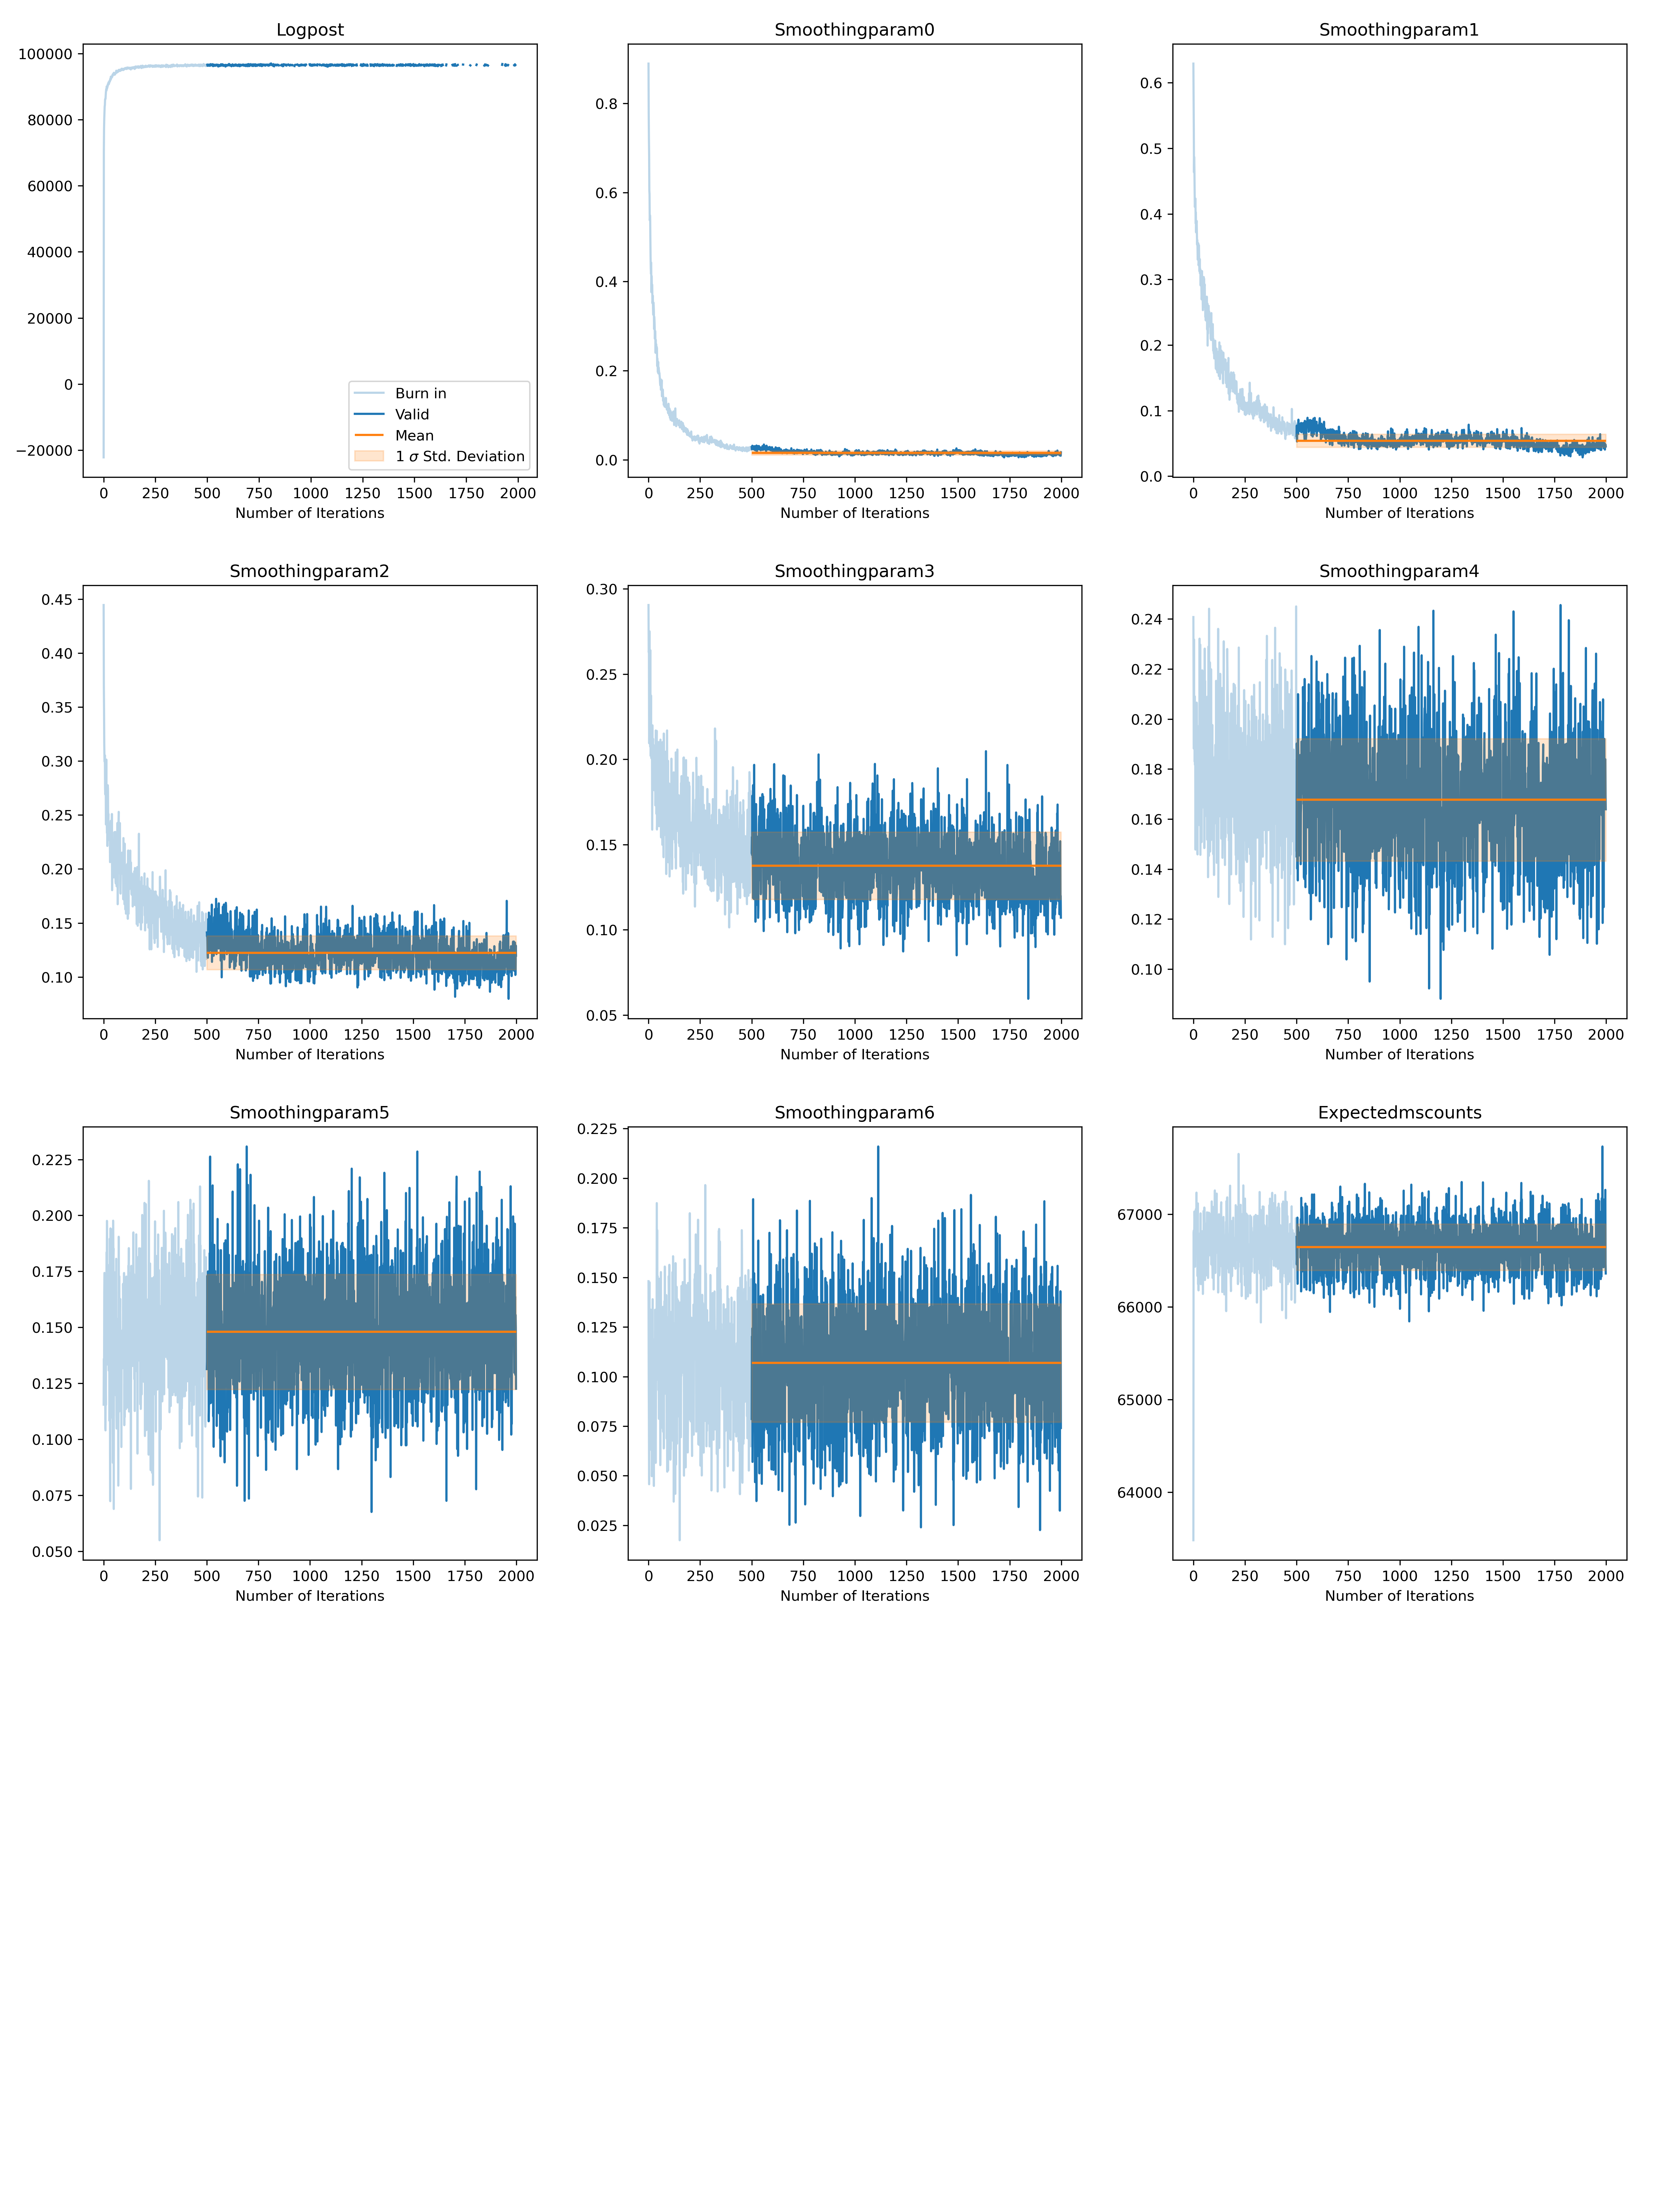 Logpost
100000
80000
60000
40000
20000
0
−20000
Burn in
Valid
Mean
1 σ Std. Deviation
0 250 500 750 1000 1250 1500 1750 2000
Number of Iterations
Smoothingparam0
0.8
0.6
0.4
0.2
0.0
0 250 500 750 1000 1250 1500 1750 2000
Number of Iterations
Smoothingparam1
0.6
0.5
0.4
0.3
0.2
0.1
0.0
0 250 500 750 1000 1250 1500 1750 2000
Number of Iterations
Smoothingparam2
0.45
0.40
0.35
0.30
0.25
0.20
0.15
0.10
0 250 500 750 1000 1250 1500 1750 2000
Number of Iterations
Smoothingparam3
0.30
0.25
0.20
0.15
0.10
0.05
0 250 500 750 1000 1250 1500 1750 2000
Number of Iterations
Smoothingparam4
0.24
0.22
0.20
0.18
0.16
0.14
0.12
0.10
0 250 500 750 1000 1250 1500 1750 2000
Number of Iterations
Smoothingparam5
0.225
0.200
0.175
0.150
0.125
0.100
0.075
0.050
0 250 500 750 1000 1250 1500 1750 2000
Number of Iterations
Smoothingparam6
0.225
0.200
0.175
0.150
0.125
0.100
0.075
0.050
0.025
0 250 500 750 1000 1250 1500 1750 2000
Number of Iterations
Expectedmscounts
67000
66000
65000
64000
0 250 500 750 1000 1250 1500 1750 2000
Number of Iterations